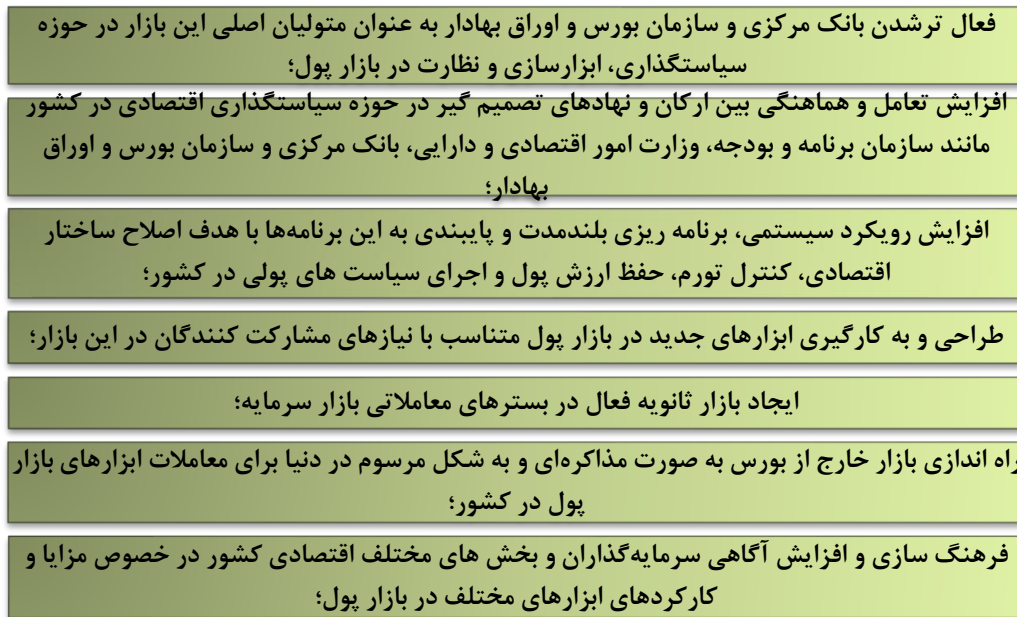 فعال ترشدن بانک مرکزی و سازمان بورس و اوراق بهادار به عنوان متولیان اصلی این بازار در حوزه
سیاستگذاری، ابزارسازی و نظارت در بازار پول؛
افزایش تعامل و هماهنگی بین ارکان و نهادهای تصمیم گیر در حوزه سیاستگذاری اقتصادی در کشور
مانند سازمان برنامه و بودجه، وزارت امور اقتصادی و دارایی، بانک مرکزی و سازمان بورس و اوراق
بهادار؛
افزایش رویکرد سیستمی، برنامه ریزی بلندمدت و پایبندی به این برنامه‌ها با هدف اصلاح ساختار
اقتصادی، کنترل تورم، حفظ ارزش پول و اجرای سیاست های پولی در کشور؛
طراحی و به کارگیری ابزارهای جدید در بازار پول متناسب با نیازهای مشارکت کنندگان در این بازار؛
ایجاد بازار ثانویه فعال در بسترهای معاملاتی بازار سرمایه؛
راه اندازی بازار خارج از بورس به صورت مذاکره‌ای و به شکل مرسوم در دنیا برای معاملات ابزارهای بازار
پول در کشور؛
فرهنگ سازی و افزایش آگاهی سرمایه‌گذاران و بخش های مختلف اقتصادی کشور در خصوص مزایا و
کارکردهای ابزارهای مختلف در بازار پول؛